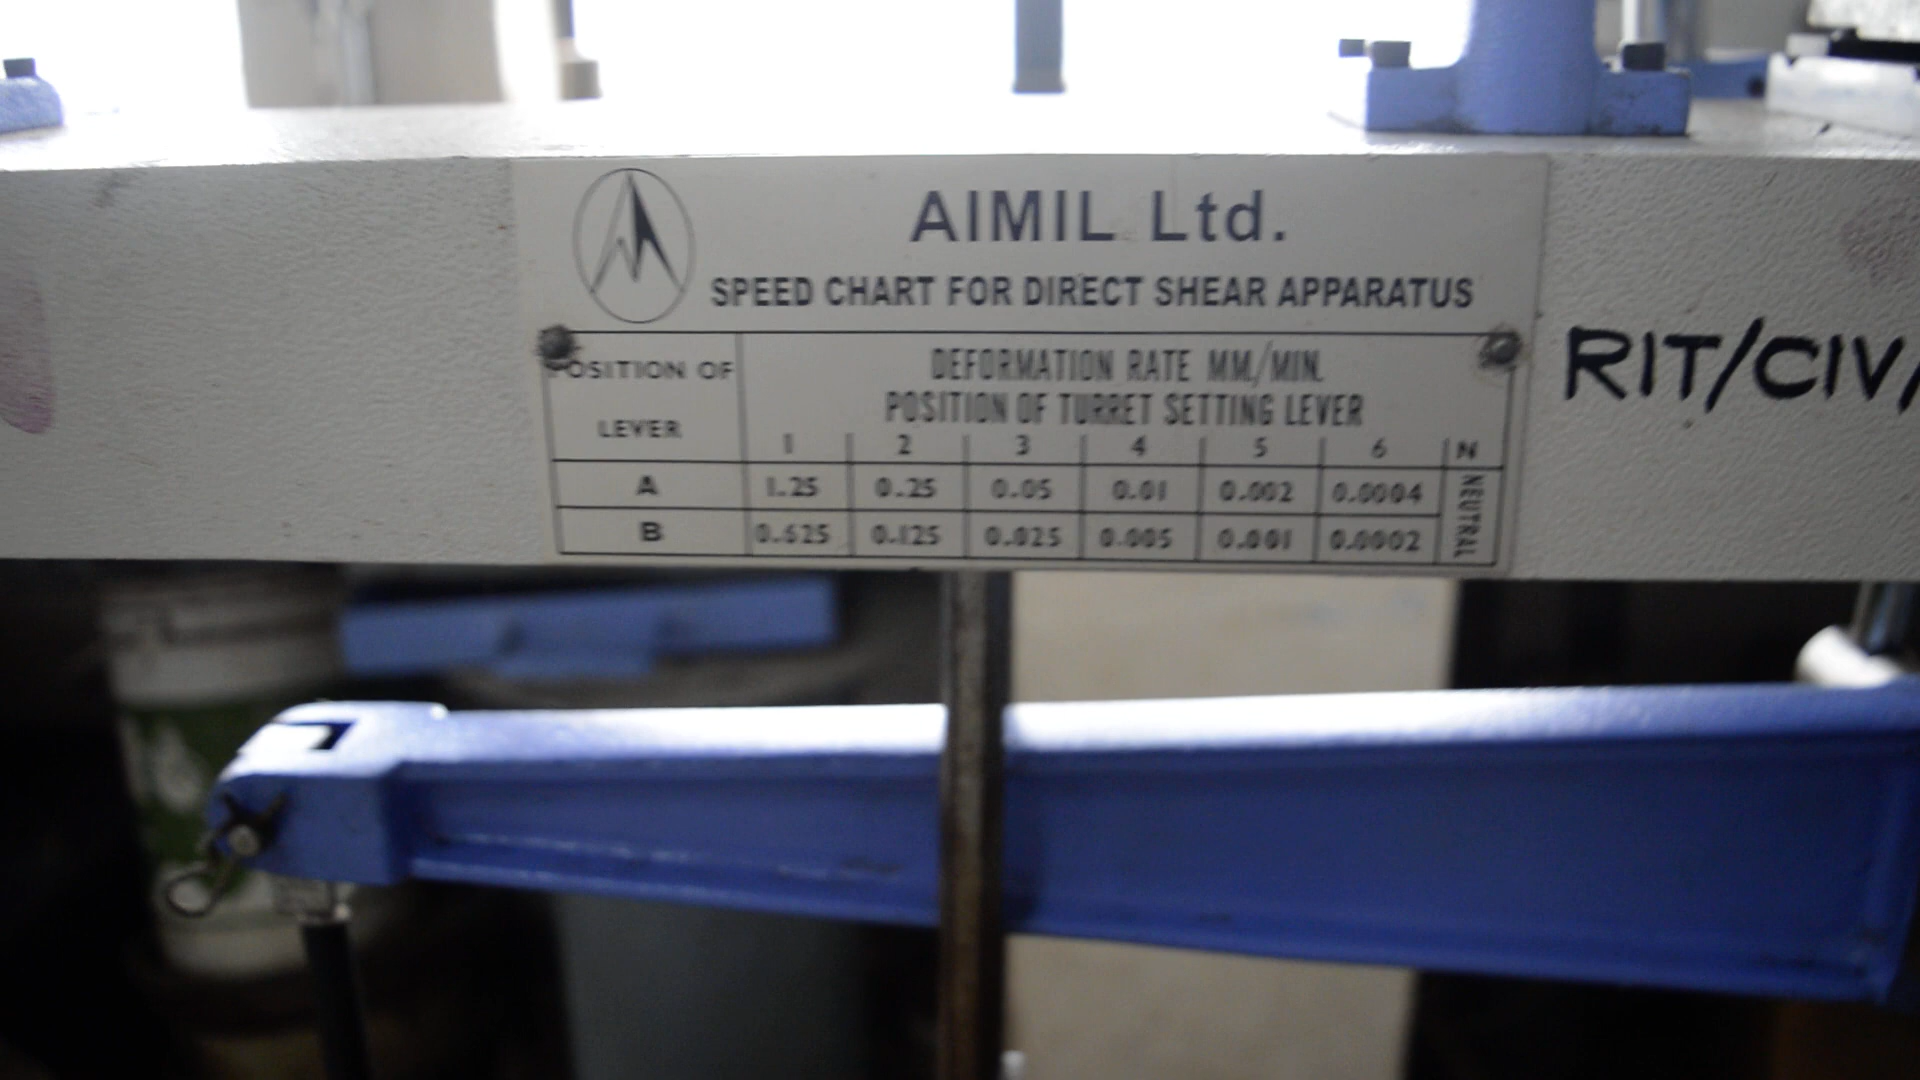 AIMIL Ltd.
SPEED CHART FOR DIRECT SHEAR APPARATUS
POSITION OF LEVER
DEFORMATION RATE MM./MIN.
POSITION OF TURRET SETTING LEVER
1 2 3 4 5 6 N
A 1.25 0.25 0.05 0.01 0.002 0.0004
B 0.625 0.125 0.025 0.005 0.001 0.0002
NEUTRAL
RIT/CIV/